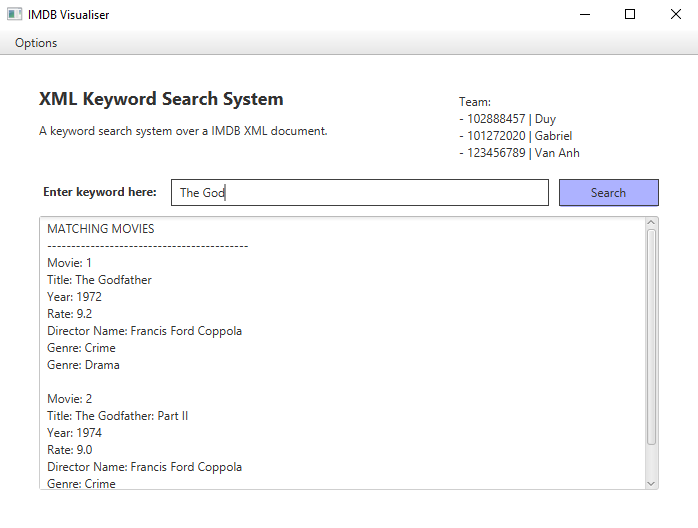 IMDB Visualiser
Options
XML Keyword Search System
A keyword search system over a IMDB XML document.
Team:
- 102888457 | Duy
- 101272020 | Gabriel
- 123456789 | Van Anh
Enter keyword here: The God Search
MATCHING MOVIES
------------------------------------------
Movie: 1
Title: The Godfather
Year: 1972
Rate: 9.2
Director Name: Francis Ford Coppola
Genre: Crime
Genre: Drama
Movie: 2
Title: The Godfather: Part II
Year: 1974
Rate: 9.0
Director Name: Francis Ford Coppola
Genre: Crime